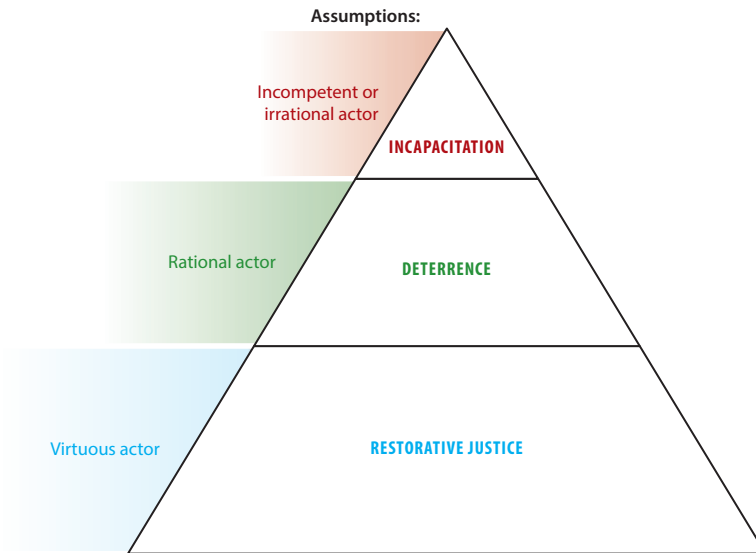 Assumptions:
Incompetent or
irrational actor
INCAPACITATION
Rational actor
DETERRENCE
Virtuous actor
RESTORATIVE JUSTICE